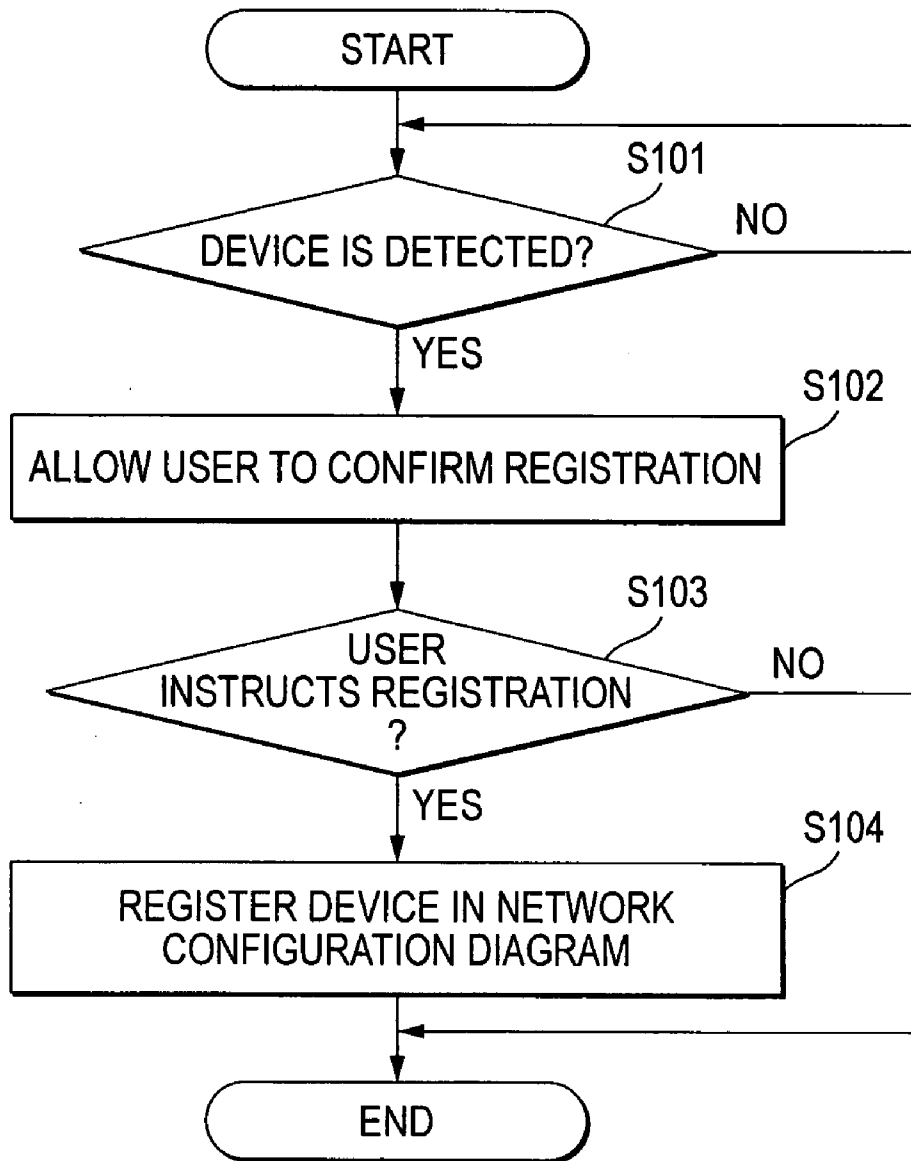 START
S101
DEVICE IS DETECTED?
NO
YES
S102
ALLOW USER TO CONFIRM REGISTRATION
S103
USER
INSTRUCTS REGISTRATION
?
NO
YES
S104
REGISTER DEVICE IN NETWORK
CONFIGURATION DIAGRAM
END